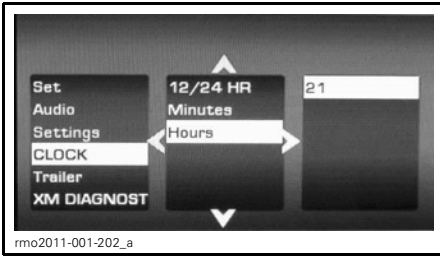 Set
Audio
Settings
CLOCK
Trailer
XM DIAGNOST
12/24 HR
Minutes
Hours
21
rmo2011-001-202_a